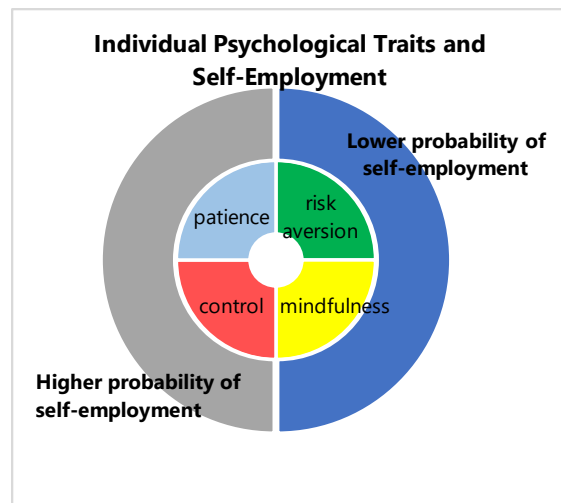 Individual Psychological Traits and
Self-Employment
Lower probability of
self-employment
patience
risk
aversion
control
mindfulness
Higher probability of
self-employment